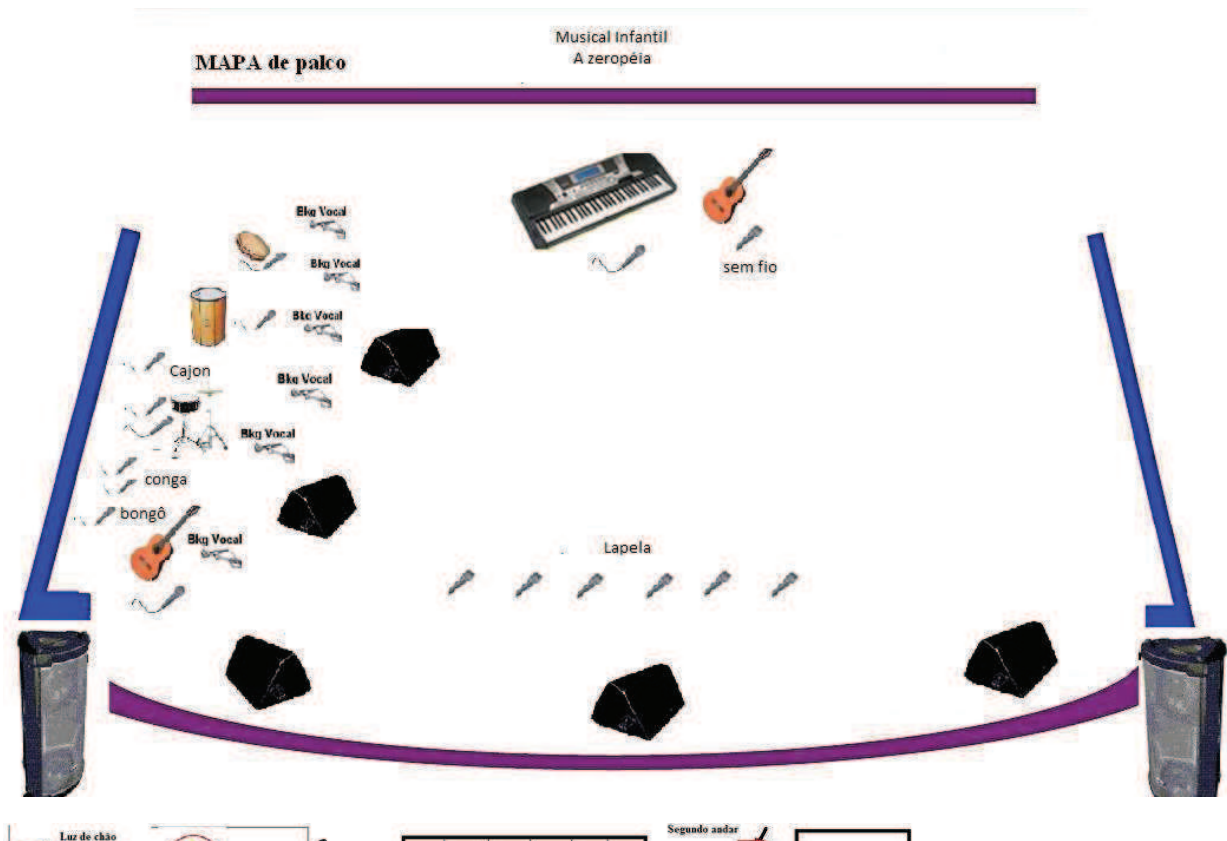 Musical Infantil
A zeropéia
MAPA de palco
Bkg Vocal
Bkg Vocal
sem fio
Bkg Vocal
Cajon
Bkg Vocal
Bkg Vocal
conga
bongô
Bkg Vocal
Lapela
Luz de chão
Segundo andar